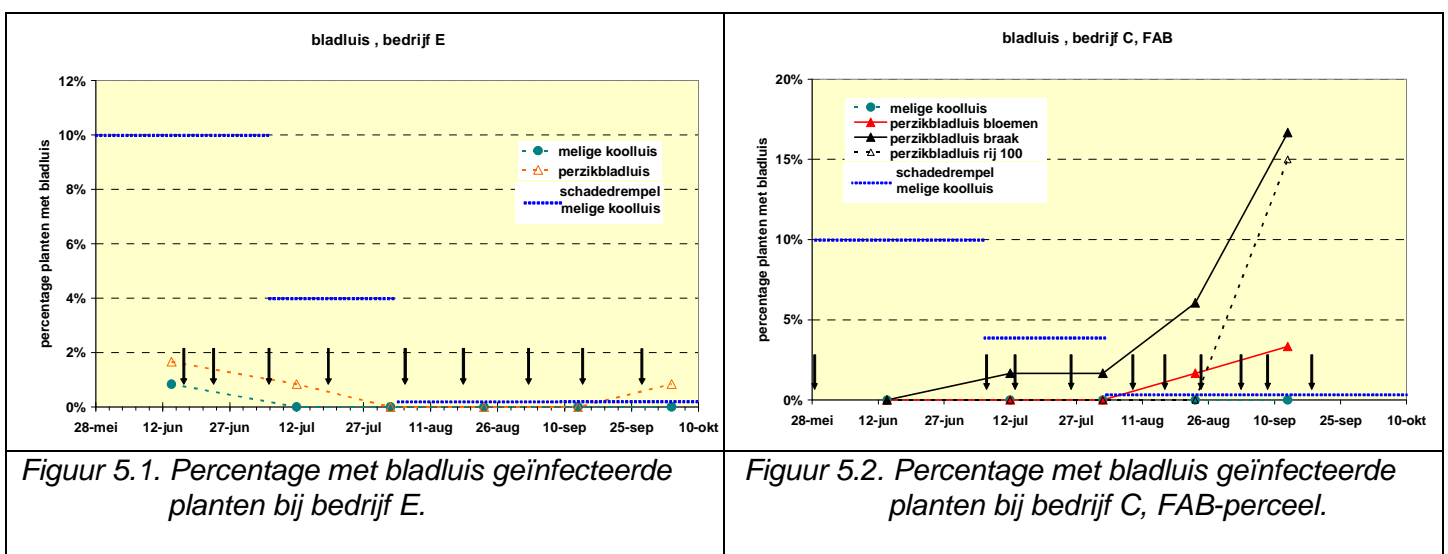 bladluis , bedrijf E
12%
10%
8%
6%
4%
2%
0%
percentage planten met bladluis
melige koolluis
perzikbladluis
schadedrempel
melige koolluis
28-mei 12-jun 27-jun 12-jul 27-jul 11-aug 26-aug 10-sep 25-sep 10-okt
Figuur 5.1. Percentage met bladluis geïnfecteerde
planten bij bedrijf E.
bladluis , bedrijf C, FAB
20%
15%
10%
5%
0%
percentage planten met bladluis
melige koolluis
perzikbladluis bloemen
perzikbladluis braak
perzikbladluis rij 100
schadedrempel
melige koolluis
28-mei 12-jun 27-jun 12-jul 27-jul 11-aug 26-aug 10-sep 25-sep 10-okt
Figuur 5.2. Percentage met bladluis geïnfecteerde
planten bij bedrijf C, FAB-perceel.